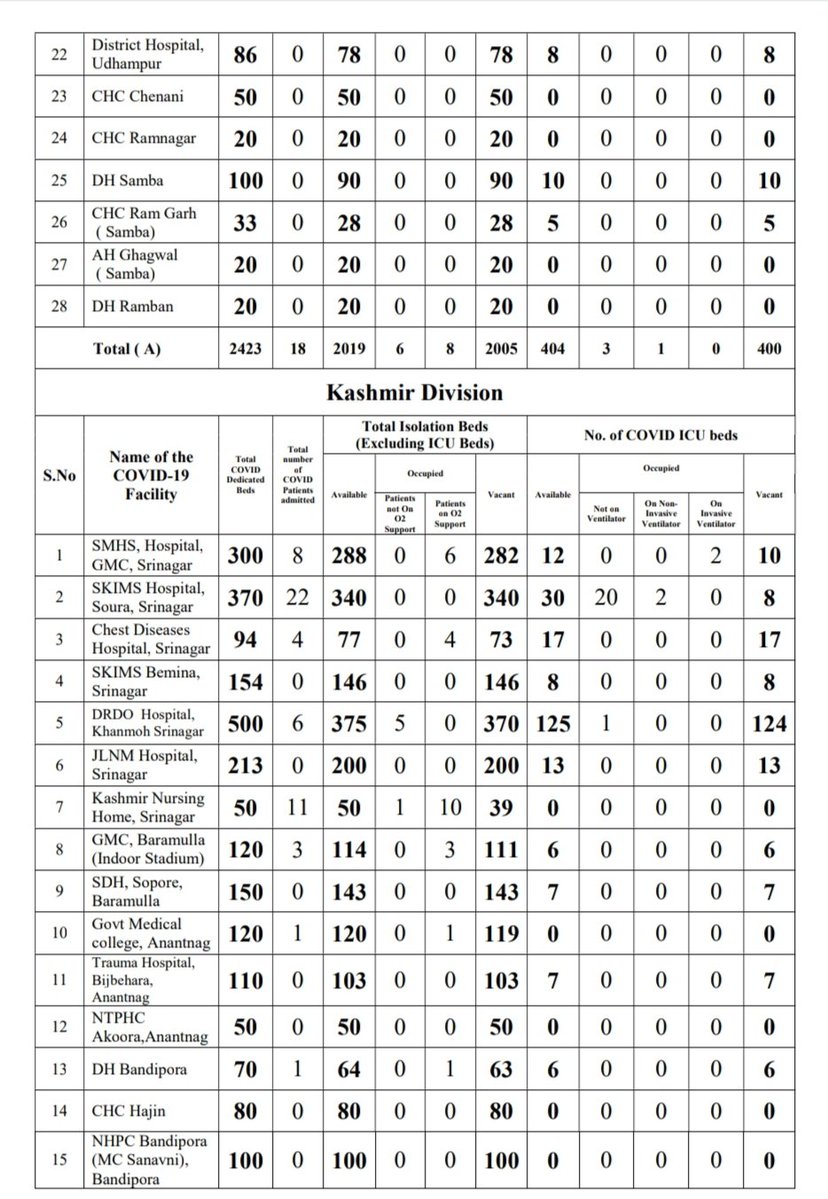 22 District Hospital, Udhampur 86 0 78 0 0 78 8 0 0 0 8
23 CHC Chenani 50 0 50 0 0 50 0 0 0 0 0
24 CHC Ramnagar 20 0 20 0 0 20 0 0 0 0 0
25 DH Samba 100 0 90 0 0 90 10 0 0 0 10
26 CHC Ram Garh ( Samba) 33 0 28 0 0 28 5 0 0 0 5
27 AH Ghagwal ( Samba) 20 0 20 0 0 20 0 0 0 0 0
28 DH Ramban 20 0 20 0 0 20 0 0 0 0 0
Total ( A) 2423 18 2019 6 8 2005 404 3 1 0 400
Kashmir Division
S.No
Name of the
COVID-19
Facility
Total
COVID
Dedicated
Beds
Total
number
of
COVID
Patients
admitted
Total Isolation Beds
(Excluding ICU Beds)
Available
Occupied
Patients
not On
O2
Support
Patients
on O2
Support
Vacant
No. of COVID ICU beds
Available
Occupied
Not on
Ventilator
On Non-
Invasive
Ventilator
On
Invasive
Ventilator
Vacant
1 SMHS, Hospital, GMC, Srinagar 300 8 288 0 6 282 12 0 0 2 10
2 SKIMS Hospital, Soura, Srinagar 370 22 340 0 0 340 30 20 2 0 8
3 Chest Diseases Hospital, Srinagar 94 4 77 0 4 73 17 0 0 0 17
4 SKIMS Bemina, Srinagar 154 0 146 0 0 146 8 0 0 0 8
5 DRDO Hospital, Khanmoh Srinagar 500 6 375 5 0 370 125 1 0 0 124
6 JLNM Hospital, Srinagar 213 0 200 0 0 200 13 0 0 0 13
7 Kashmir Nursing Home, Srinagar 50 11 50 1 10 39 0 0 0 0 0
8 GMC, Baramulla (Indoor Stadium) 120 3 114 0 3 111 6 0 0 0 6
9 SDH, Sopore, Baramulla 150 0 143 0 0 143 7 0 0 0 7
10 Govt Medical college, Anantnag 120 1 120 0 1 119 0 0 0 0 0
11 Trauma Hospital, Bijbehara, Anantnag 110 0 103 0 0 103 7 0 0 0 7
12 NTPHC Akoora,Anantnag 50 0 50 0 0 50 0 0 0 0 0
13 DH Bandipora 70 1 64 0 1 63 6 0 0 0 6
14 CHC Hajin 80 0 80 0 0 80 0 0 0 0 0
15 NHPC Bandipora (MC Sanavni), Bandipora 100 0 100 0 0 100 0 0 0 0 0